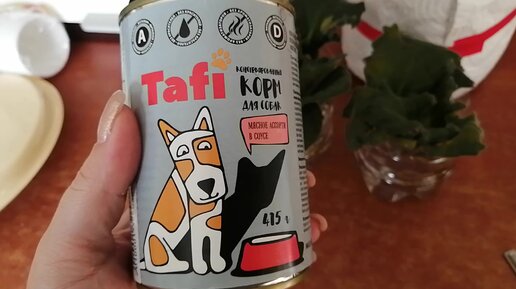 A
D
Tafi
КОНСЕРВИРОВАННЫЙ
КОРМ
ДЛЯ СОБАК
МЯСНОЕ АССОРТИ
В СОУСЕ
415 г